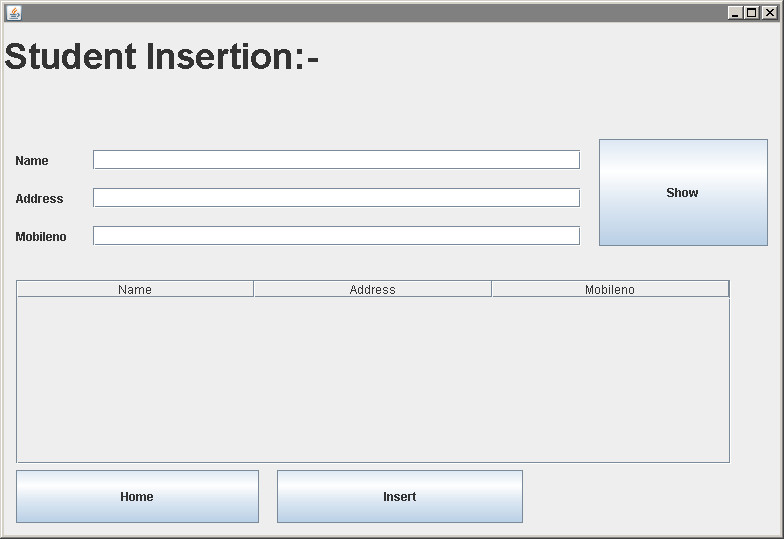 Student Insertion:-
Name
Address
Mobileno
Show
Name Address Mobileno
Home Insert